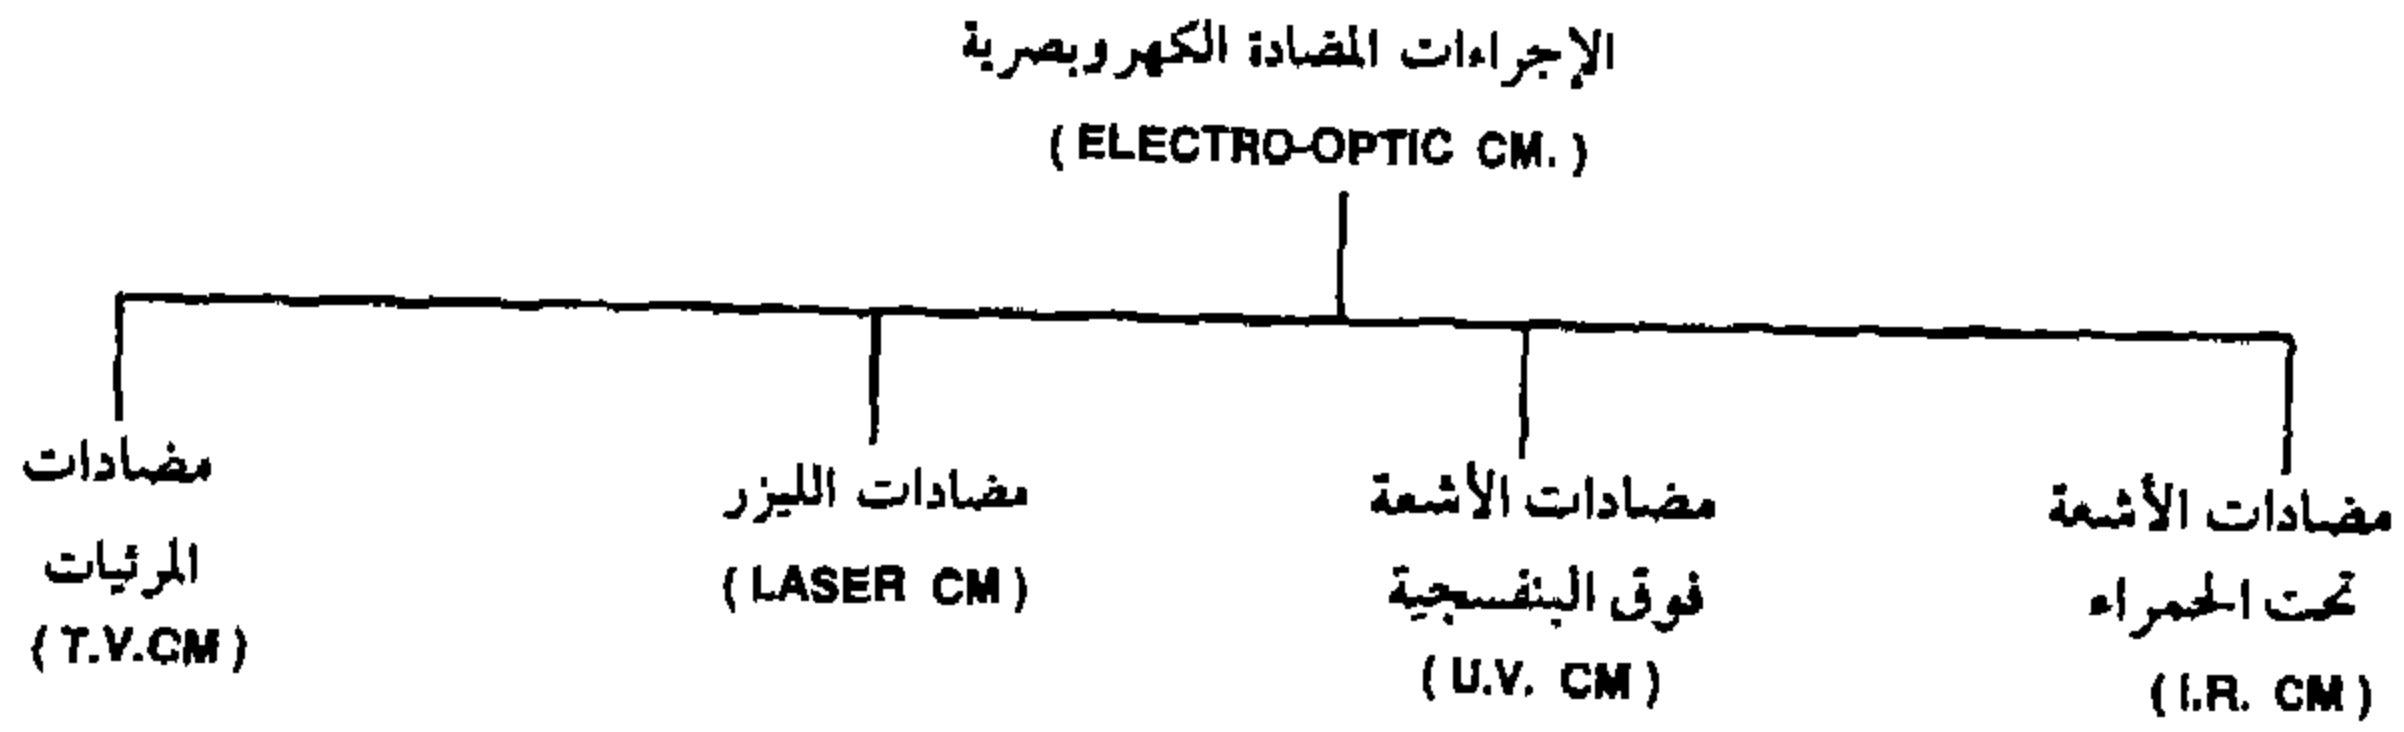 الإجراءات المضادة الكهروبصرية
( ELECTRO-OPTIC CM. )
مضادات الأشعة
تحت الحمراء
( I.R. CM )
مضادات الأشعة
فوق البنفسجية
( U.V. CM )
مضادات الليزر
( LASER CM )
مضادات
المرئيات
( T.V.CM )